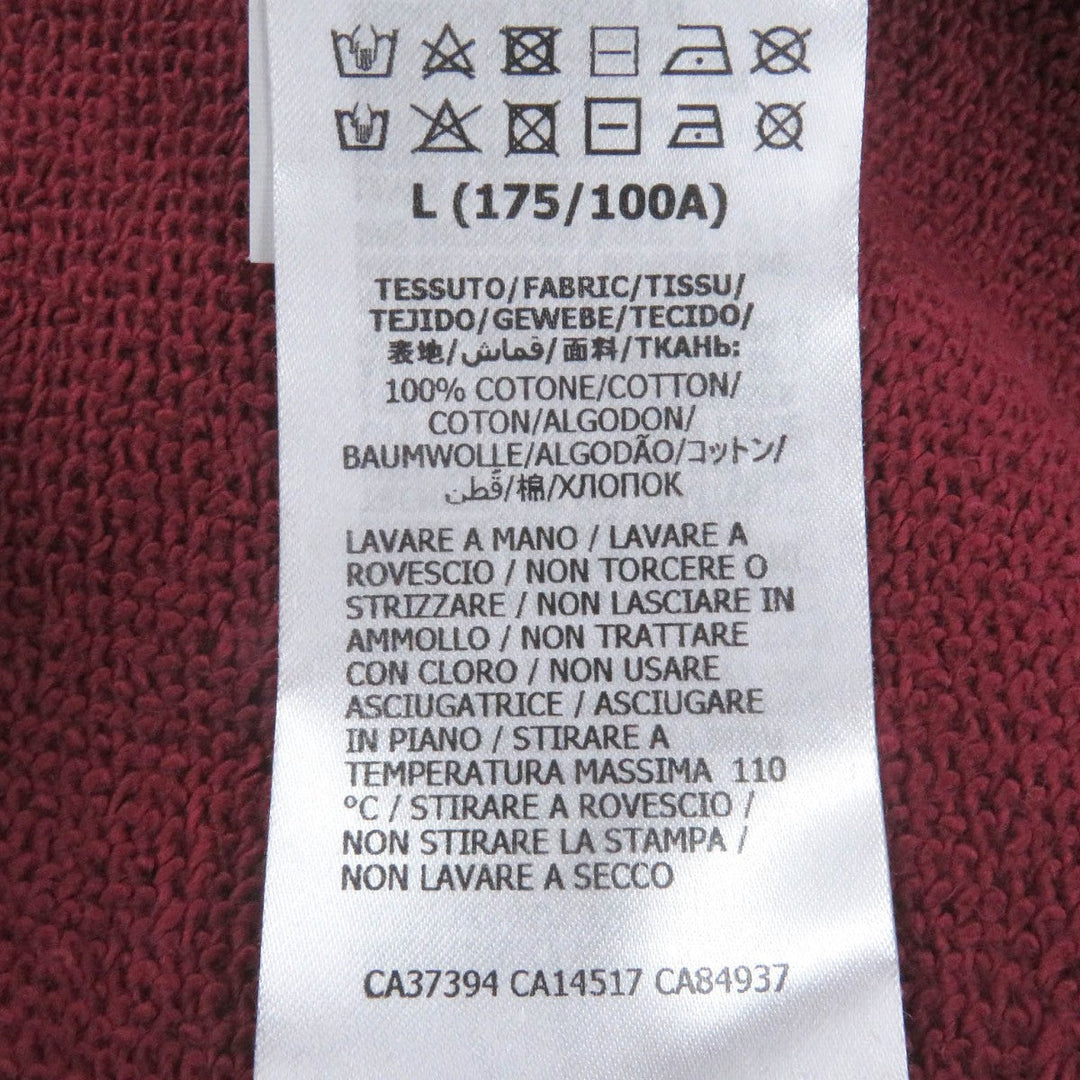 L (175/100A)
TESSUTO/FABRIC/TISSU/
TEJIDO/GEWEBE/TECIDO/
表地/قماش/面料/ТКАНЬ:
100% COTONE/COTTON/
COTON/ALGODON/
BAUMWOLLE/ALGODÃO/コットン/
قُطن/棉/ХЛОПОК
LAVARE A MANO / LAVARE A
ROVESCIO / NON TORCERE O
STRIZZARE / NON LASCIARE IN
AMMOLLO / NON TRATTARE
CON CLORO / NON USARE
ASCIUGATRICE / ASCIUGARE
IN PIANO / STIRARE A
TEMPERATURA MASSIMA 110
°C / STIRARE A ROVESCIO /
NON STIRARE LA STAMPA /
NON LAVARE A SECCO
CA37394 CA14517 CA84937